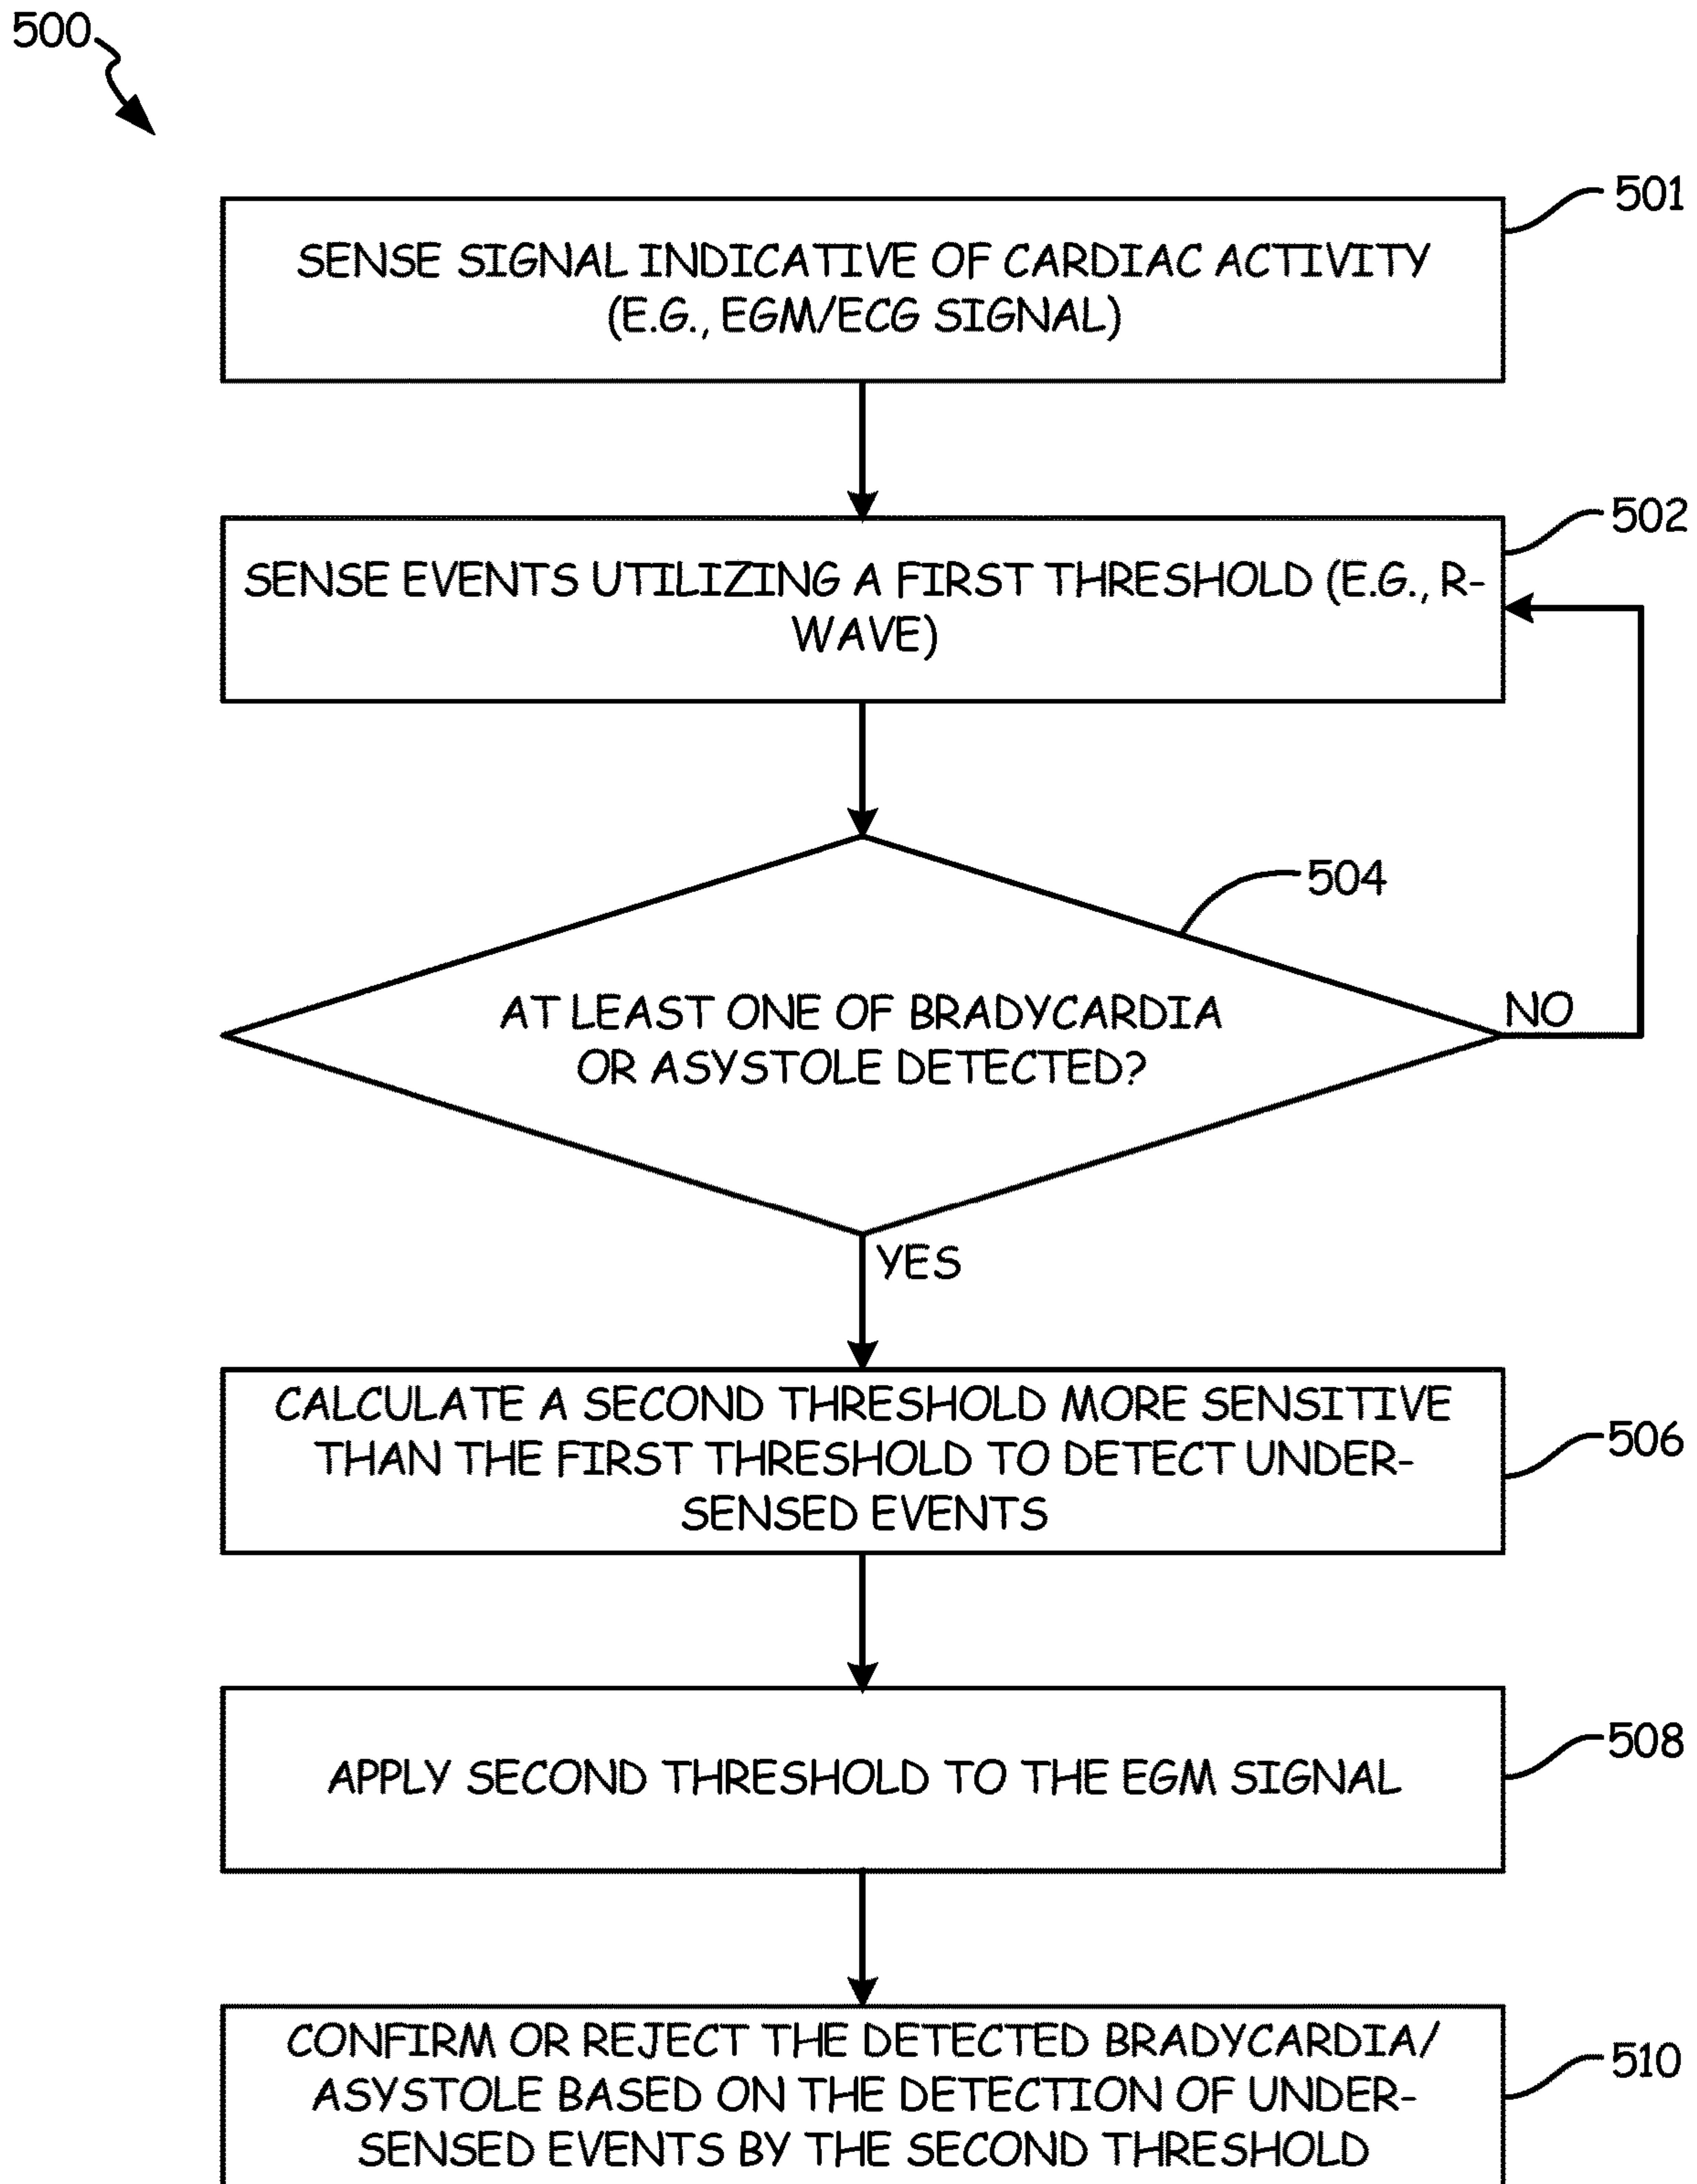 500
501
SENSE SIGNAL INDICATIVE OF CARDIAC ACTIVITY
(E.G., EGM/ECG SIGNAL)
502
SENSE EVENTS UTILIZING A FIRST THRESHOLD (E.G., R-
WAVE)
504
AT LEAST ONE OF BRADYCARDIA
OR ASYSTOLE DETECTED?
NO
YES
CALCULATE A SECOND THRESHOLD MORE SENSITIVE
THAN THE FIRST THRESHOLD TO DETECT UNDER-
SENSED EVENTS
506
APPLY SECOND THRESHOLD TO THE EGM SIGNAL
508
CONFIRM OR REJECT THE DETECTED BRADYCARDIA/
ASYSTOLE BASED ON THE DETECTION OF UNDER-
SENSED EVENTS BY THE SECOND THRESHOLD
510